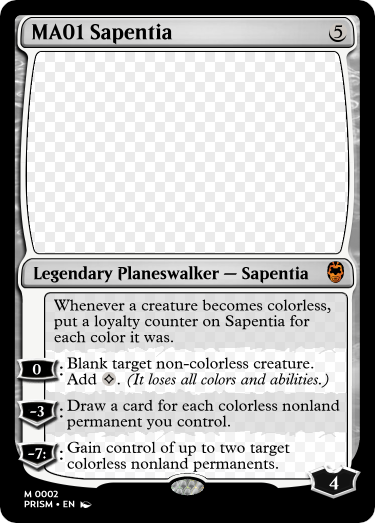 MA01 Sapentia 5
Legendary Planeswalker — Sapentia
Whenever a creature becomes colorless,
put a loyalty counter on Sapentia for
each color it was.
0 : Blank target non-colorless creature.
Add . (It loses all colors and abilities.)
-3 : Draw a card for each colorless nonland
permanent you control.
-7: : Gain control of up to two target
colorless nonland permanents.
4
M 0002
PRISM • EN